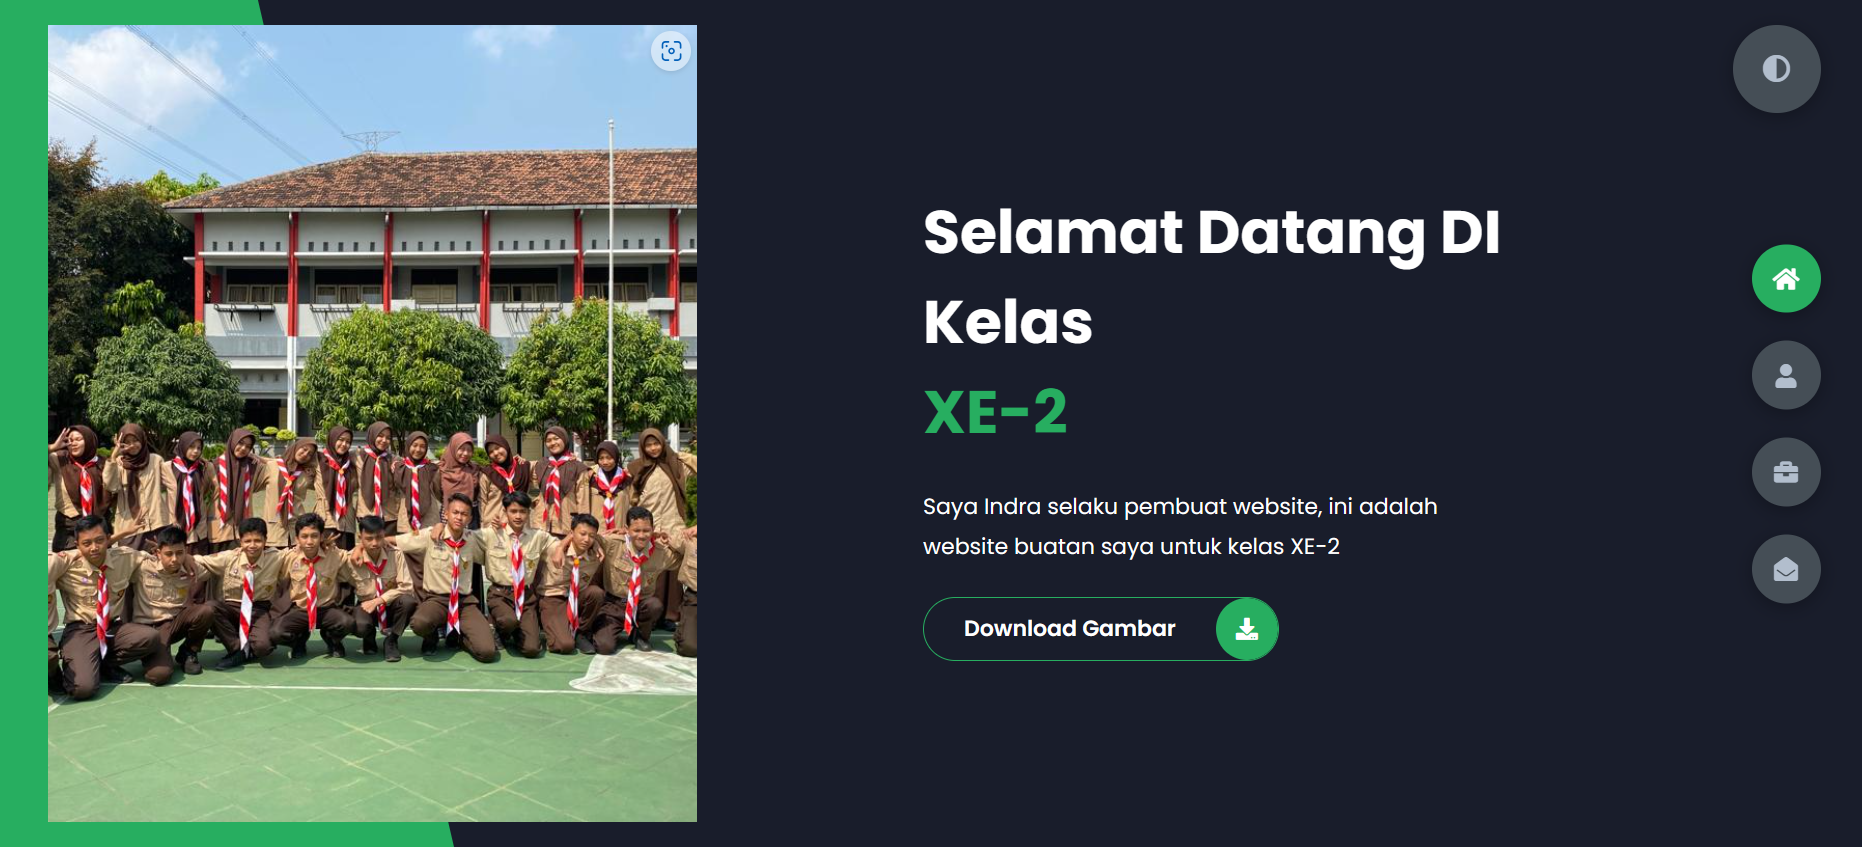 Selamat Datang DI
Kelas
XE-2
Saya Indra selaku pembuat website, ini adalah
website buatan saya untuk kelas XE-2
Download Gambar